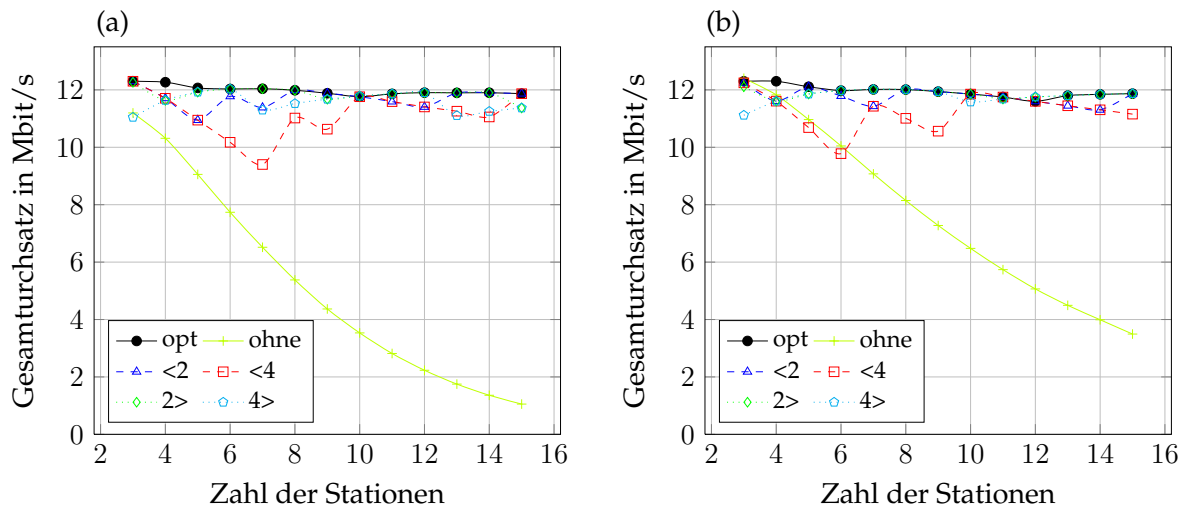 (a)
Gesamturchsatz in Mbit/s
12
10
8
6
4
2
0
opt ohne
<2 <4
2> 4>
2 4 6 8 10 12 14 16
Zahl der Stationen
(b)
Gesamturchsatz in Mbit/s
12
10
8
6
4
2
0
opt ohne
<2 <4
2> 4>
2 4 6 8 10 12 14 16
Zahl der Stationen